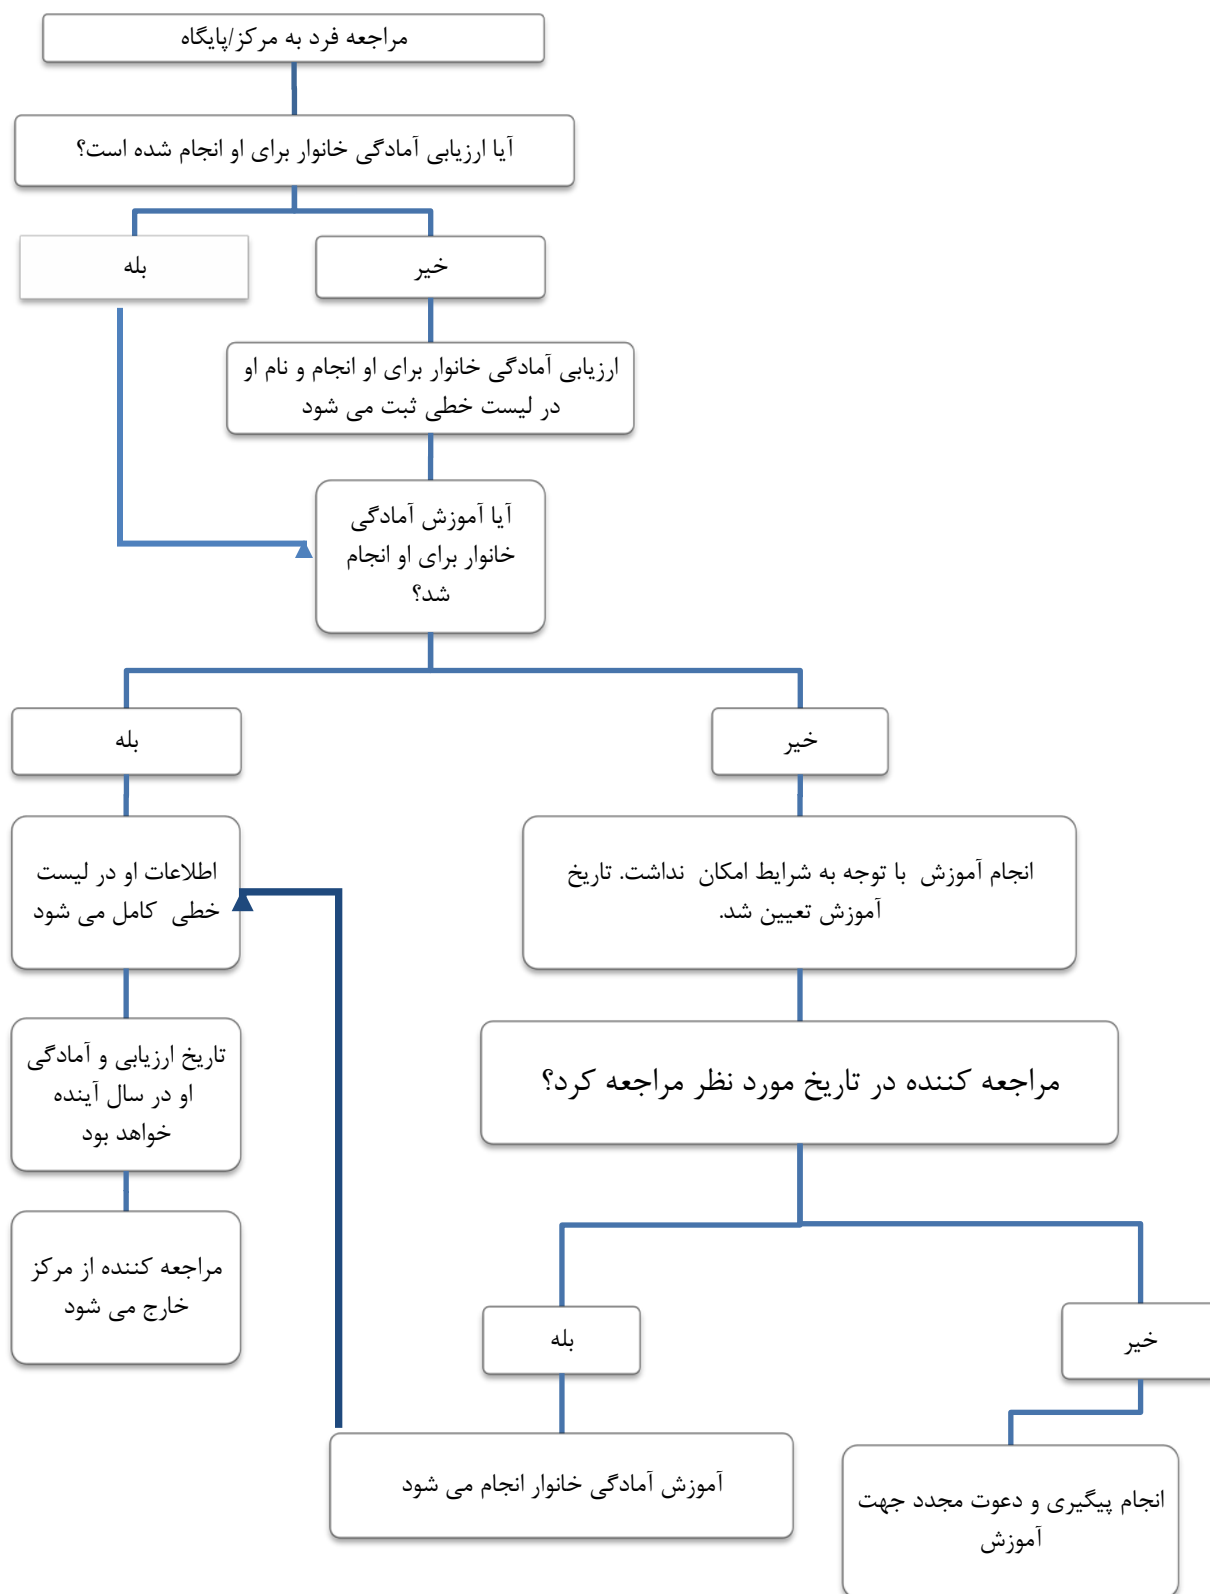 مراجعه فرد به مرکز/پایگاه
آیا ارزیابی آمادگی خانوار برای او انجام شده است؟
خیر
بله
ارزیابی آمادگی خانوار برای او انجام و نام او
در لیست خطی ثبت می شود
آیا آموزش آمادگی
خانوار برای او انجام
شد؟
خیر
بله
انجام آموزش با توجه به شرایط امکان نداشت. تاریخ
آموزش تعیین شد.
اطلاعات او در لیست
خطی کامل می شود
مراجعه کننده در تاریخ مورد نظر مراجعه کرد؟
تاریخ ارزیابی و آمادگی
او در سال آینده
خواهد بود
مراجعه کننده از مرکز
خارج می شود
خیر
بله
انجام پیگیری و دعوت مجدد جهت
آموزش
آموزش آمادگی خانوار انجام می شود